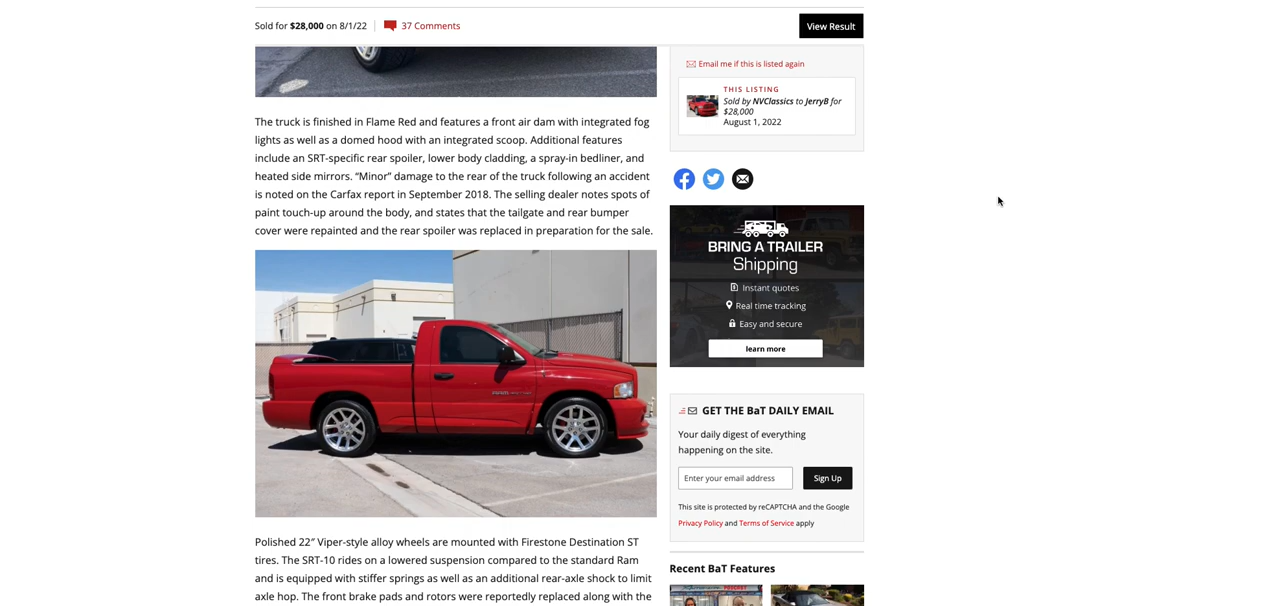 Sold for $28,000 on 8/1/22
37 Comments
View Result
The truck is finished in Flame Red and features a front air dam with integrated fog
lights as well as a domed hood with an integrated scoop. Additional features
include an SRT-specific rear spoiler, lower body cladding, a spray-in bedliner, and
heated side mirrors. “Minor” damage to the rear of the truck following an accident
is noted on the Carfax report in September 2018. The selling dealer notes spots of
paint touch-up around the body, and states that the tailgate and rear bumper
cover were repainted and the rear spoiler was replaced in preparation for the sale.
Polished 22″ Viper-style alloy wheels are mounted with Firestone Destination ST
tires. The SRT-10 rides on a lowered suspension compared to the standard Ram
and is equipped with stiffer springs as well as an additional rear-axle shock to limit
axle hop. The front brake pads and rotors were reportedly replaced along with the
Email me if this is listed again
THIS LISTING
Sold by NVClassics to JerryB for
$28,000
August 1, 2022
BRING A TRAILER
Shipping
Instant quotes
Real time tracking
Easy and secure
learn more
GET THE BaT DAILY EMAIL
Your daily digest of everything
happening on the site.
Enter your email address
Sign Up
This site is protected by reCAPTCHA and the Google
Privacy Policy and Terms of Service apply
Recent BaT Features